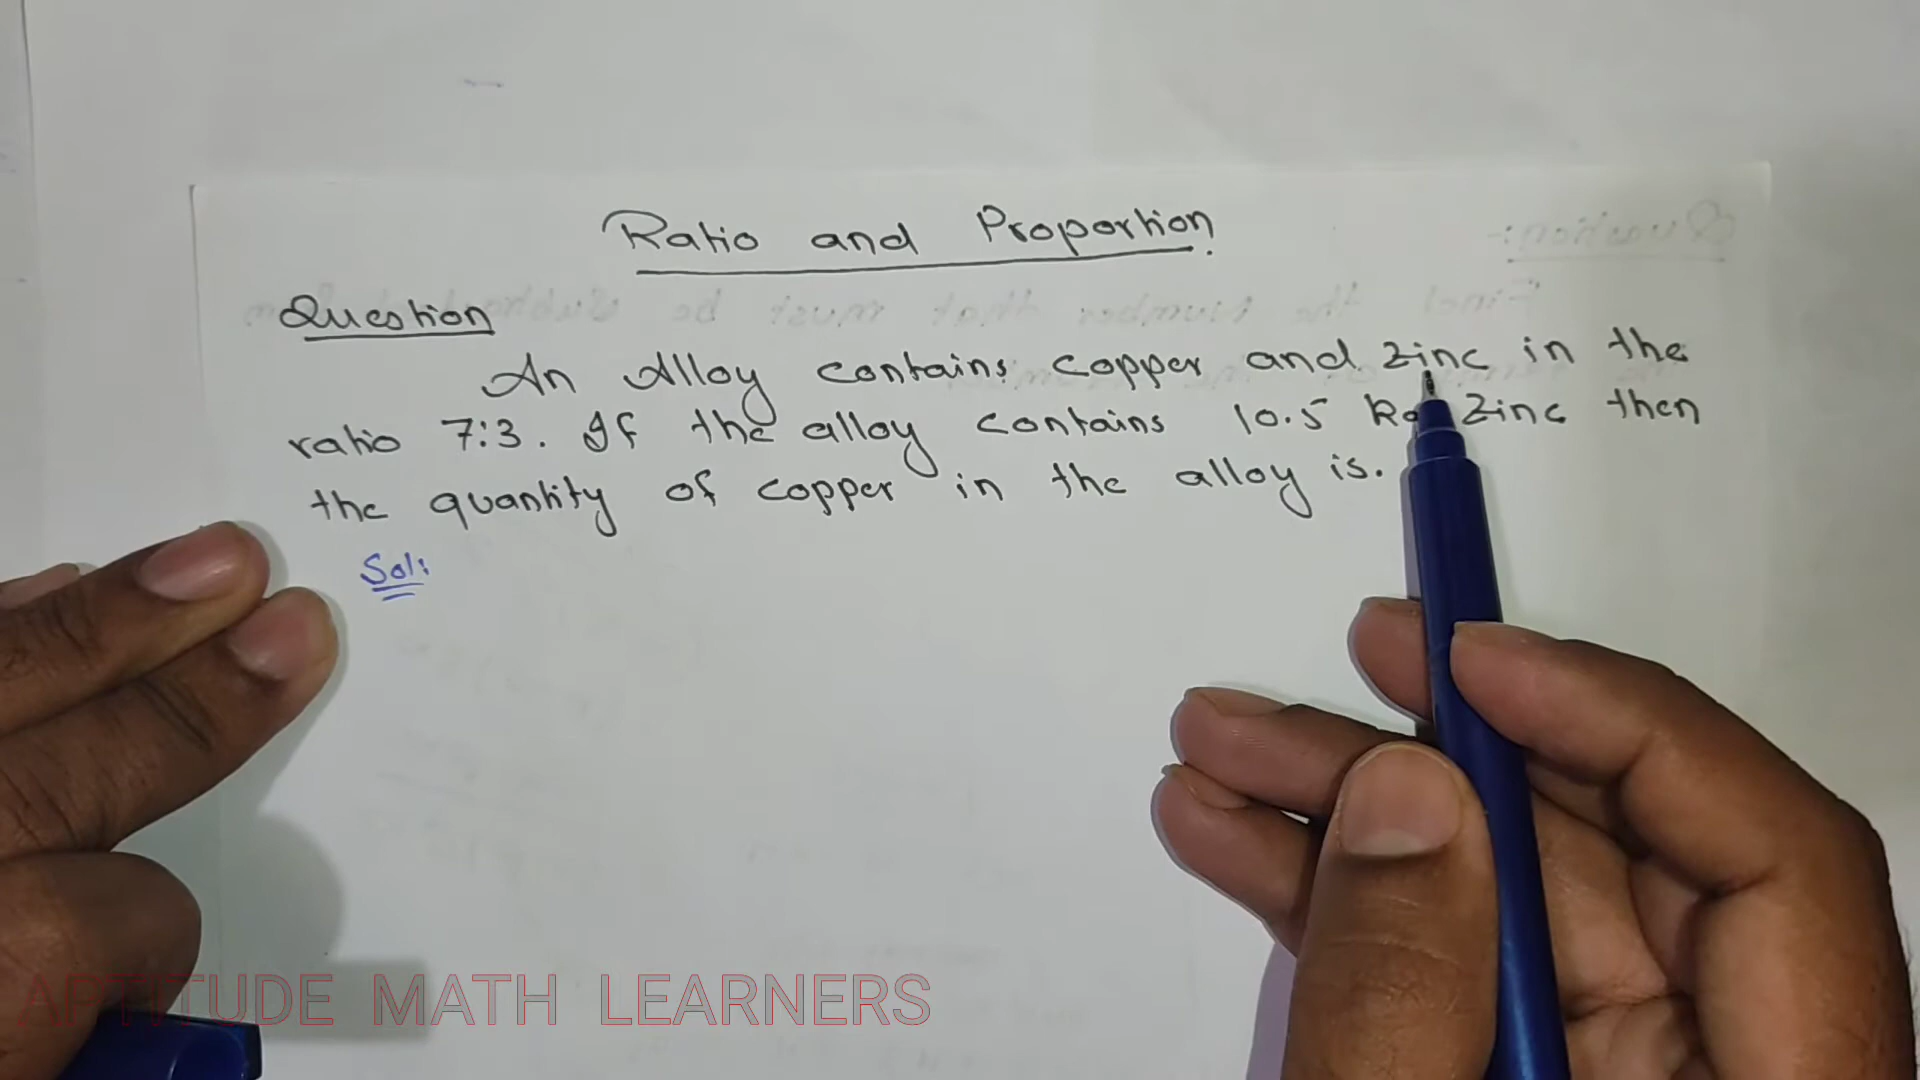 Ratio and Proportion.
Question
An Alloy contains copper and Zinc in the
ratio 7:3. If the alloy contains 10.5 Zinc then
the quantity of copper in the alloy is.
Sol:
APTITUDE MATH LEARNERS